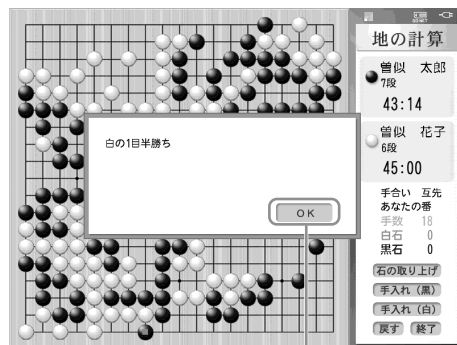 地の計算
曽似 太郎
7段
43:14
曽似 花子
6段
45:00
手合い 互先
あなたの番
手数 18
白石 0
黒石 0
石の取り上げ
手入れ（黒）
手入れ（白）
戻す 終了
白の1目半勝ち
OK